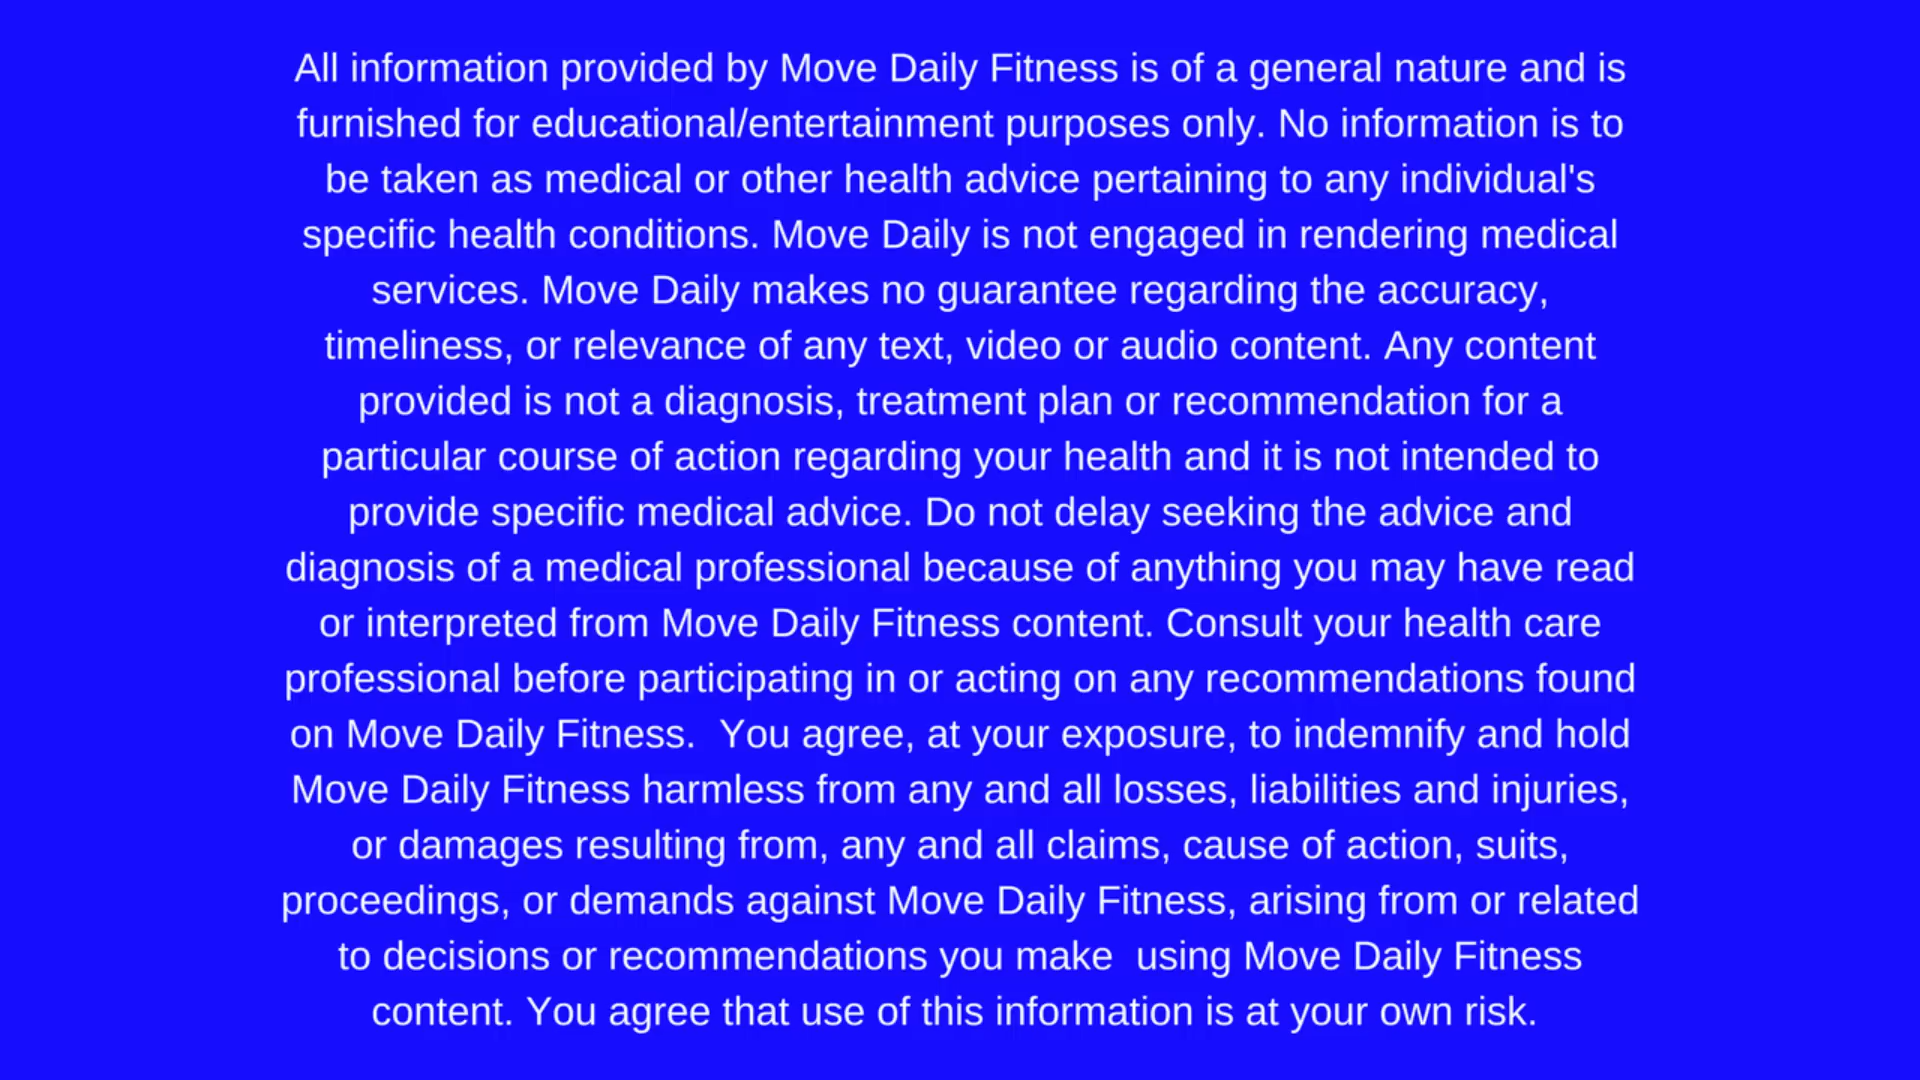 All information provided by Move Daily Fitness is of a general nature and is
furnished for educational/entertainment purposes only. No information is to
be taken as medical or other health advice pertaining to any individual's
specific health conditions. Move Daily is not engaged in rendering medical
services. Move Daily makes no guarantee regarding the accuracy,
timeliness, or relevance of any text, video or audio content. Any content
provided is not a diagnosis, treatment plan or recommendation for a
particular course of action regarding your health and it is not intended to
provide specific medical advice. Do not delay seeking the advice and
diagnosis of a medical professional because of anything you may have read
or interpreted from Move Daily Fitness content. Consult your health care
professional before participating in or acting on any recommendations found
on Move Daily Fitness.  You agree, at your exposure, to indemnify and hold
Move Daily Fitness harmless from any and all losses, liabilities and injuries,
or damages resulting from, any and all claims, cause of action, suits,
proceedings, or demands against Move Daily Fitness, arising from or related
to decisions or recommendations you make  using Move Daily Fitness
content. You agree that use of this information is at your own risk.